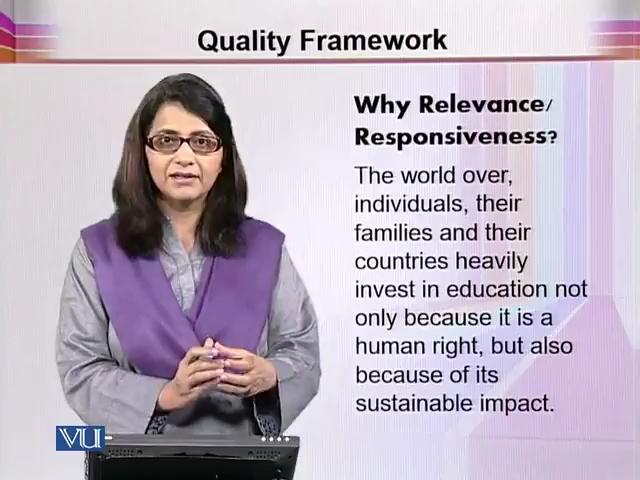 Quality Framework
Why Relevance/
Responsiveness?
The world over,
individuals, their
families and their
countries heavily
invest in education not
only because it is a
human right, but also
because of its
sustainable impact.
VU